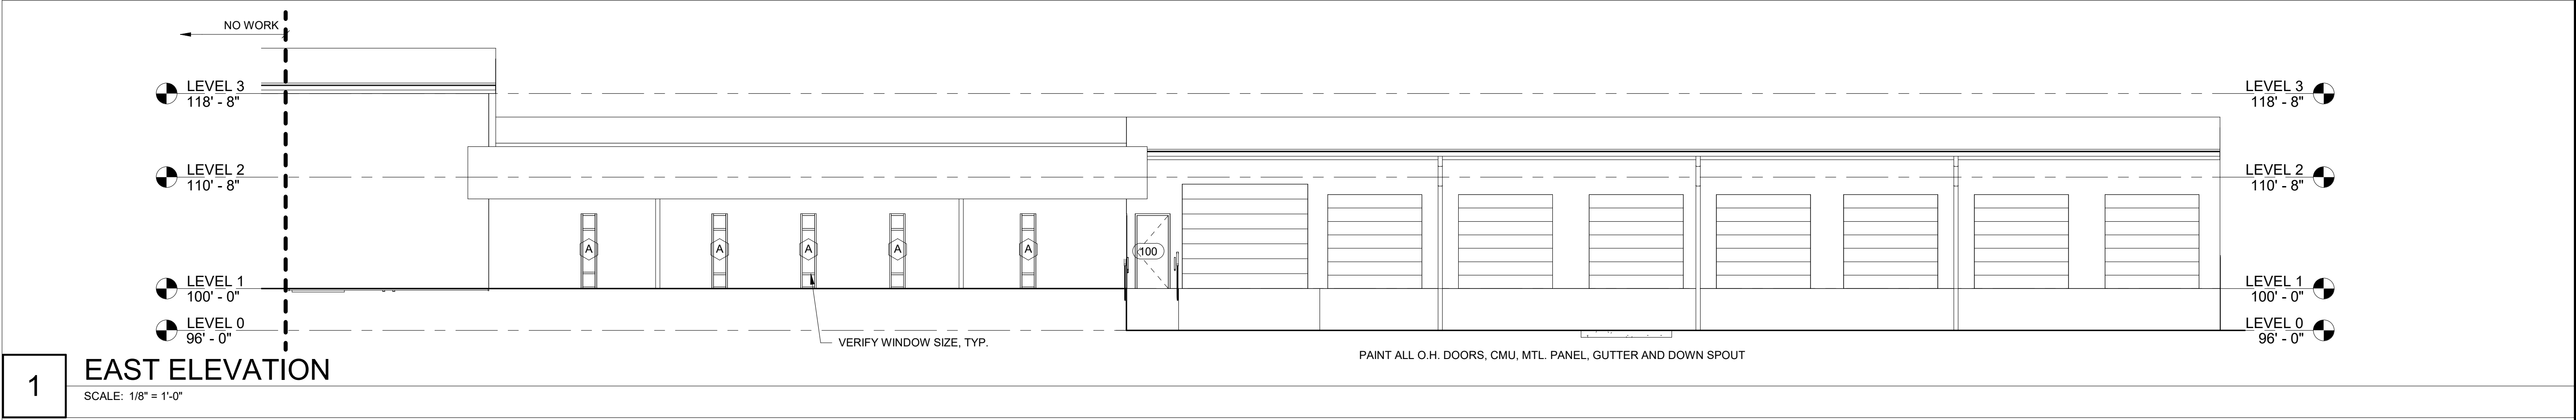 NO WORK
LEVEL 3
118' - 8"
LEVEL 3
118' - 8"
LEVEL 2
110' - 8"
LEVEL 2
110' - 8"
A
A
A
A
A
100
LEVEL 1
100' - 0"
LEVEL 1
100' - 0"
LEVEL 0
96' - 0"
LEVEL 0
96' - 0"
VERIFY WINDOW SIZE, TYP.
PAINT ALL O.H. DOORS, CMU, MTL. PANEL, GUTTER AND DOWN SPOUT
1
EAST ELEVATION
SCALE: 1/8" = 1'-0"